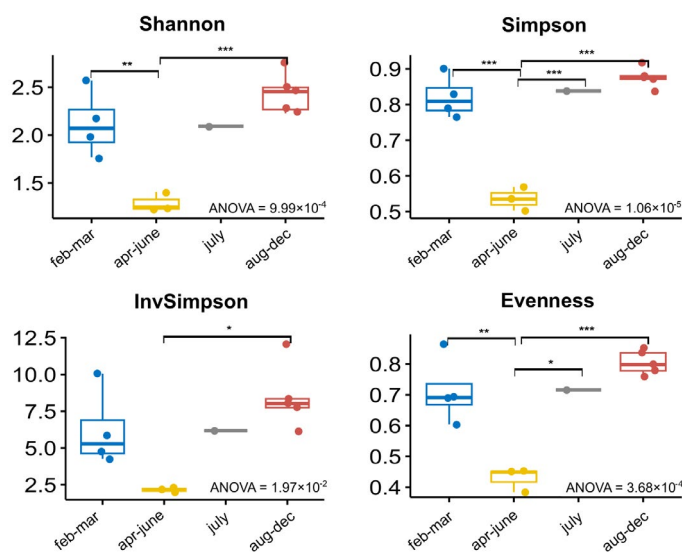 Shannon
**
***
2.5
2.0
1.5
ANOVA = 9.99×10⁻⁴
feb-mar
apr-june
july
aug-dec
Simpson
***
***
***
0.9
0.8
0.7
0.6
0.5
ANOVA = 1.06×10⁻⁵
feb-mar
apr-june
july
aug-dec
InvSimpson
*
12.5
10.0
7.5
5.0
2.5
ANOVA = 1.97×10⁻²
feb-mar
apr-june
july
aug-dec
Evenness
**
***
*
0.8
0.7
0.5
0.4
ANOVA = 3.68×10⁻⁴
feb-mar
apr-june
july
aug-dec